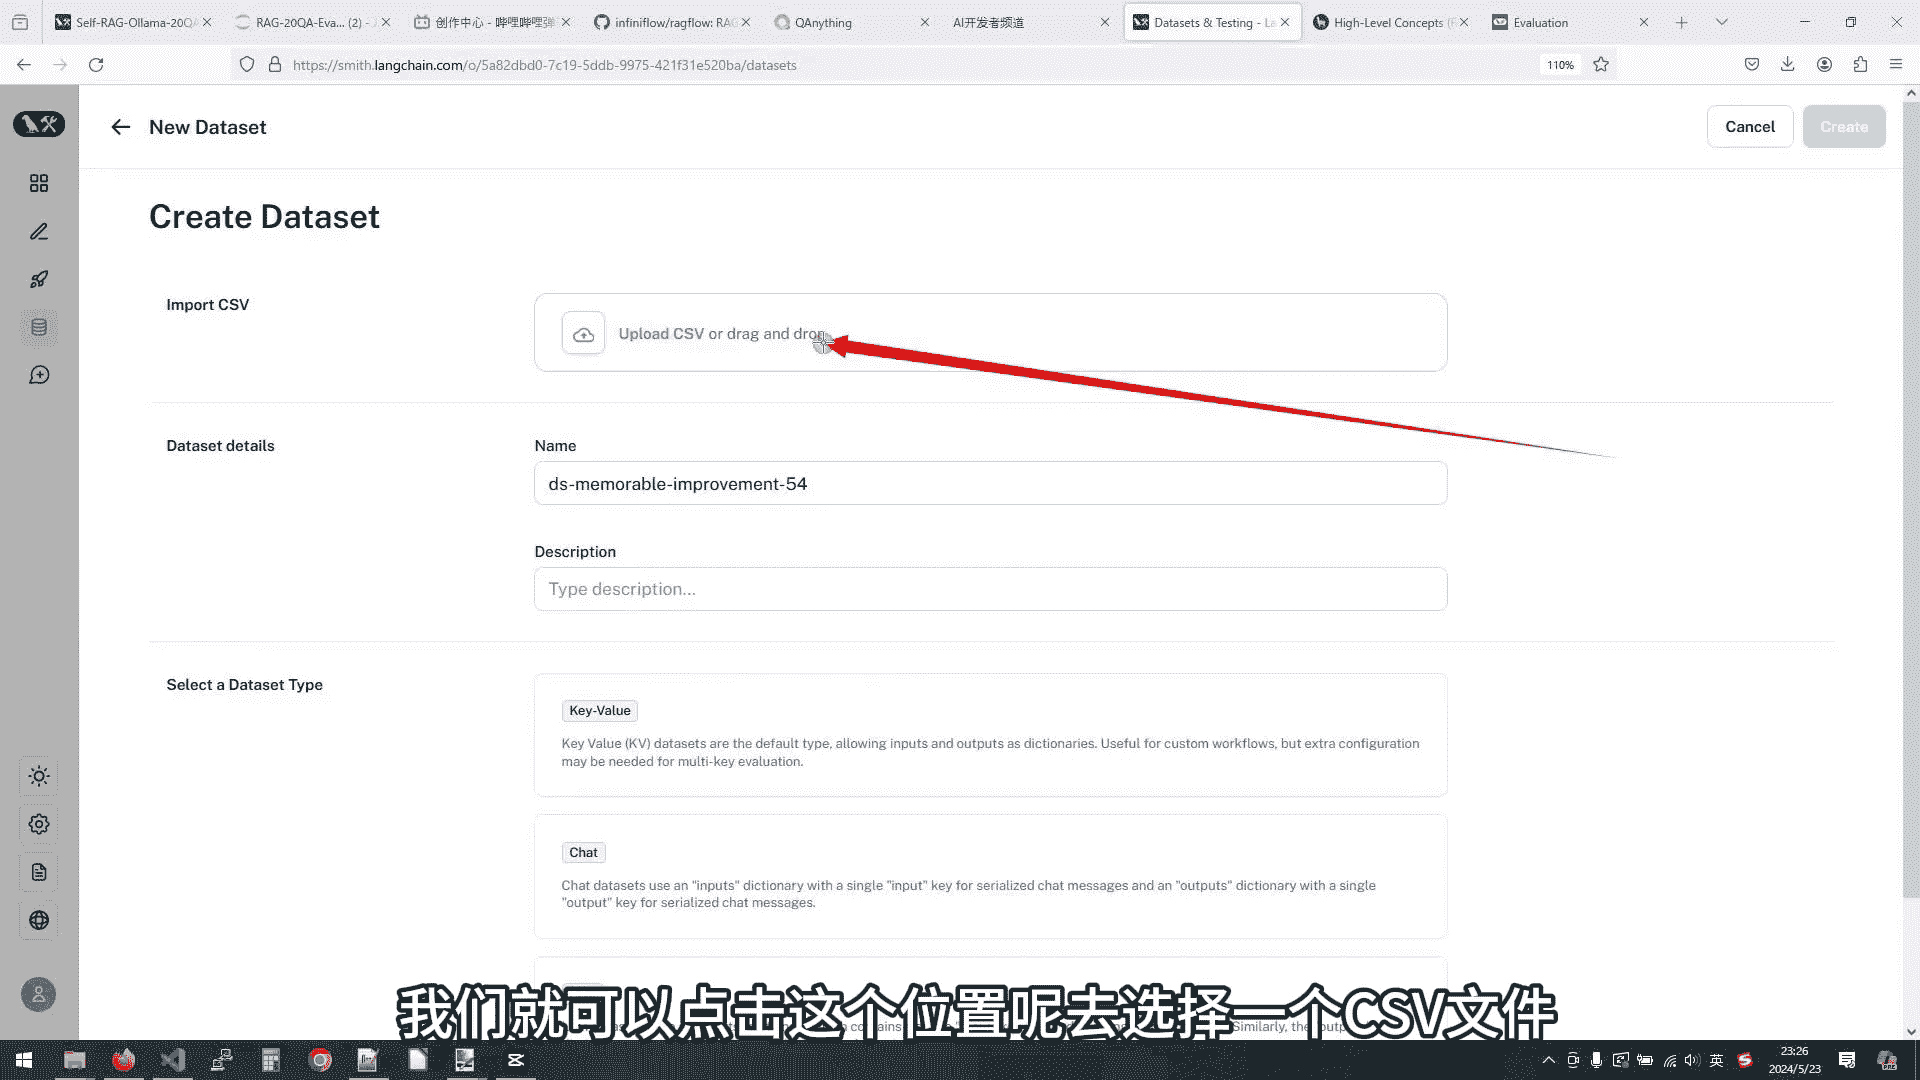 Self-RAG-Ollama-20QA
RAG-20QA-Eva... (2) - J
创作中心 - 哔哩哔哩弹
infiniflow/ragflow: RAG
QAnything
AI开发者频道
Datasets & Testing - La
High-Level Concepts (F
Evaluation
https://smith.langchain.com/o/5a82dbd0-7c19-5ddb-9975-421f31e520ba/datasets
110%
New Dataset
Cancel
Create
Create Dataset
Import CSV
Upload CSV or drag and drop
Dataset details
Name
ds-memorable-improvement-54
Description
Type description...
Select a Dataset Type
Key-Value
Key Value (KV) datasets are the default type, allowing inputs and outputs as dictionaries. Useful for custom workflows, but extra configuration
may be needed for multi-key evaluation.
Chat
Chat datasets use an "inputs" dictionary with a single "input" key for serialized chat messages and an "outputs" dictionary with a single
"output" key for serialized chat messages.
我们就可以点击这个位置呢去选择一个CSV文件
contains
Similarly, the
英
23:26
2024/5/23